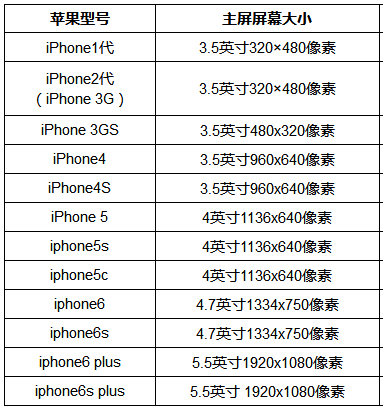 苹果型号 主屏屏幕大小
iPhone1代 3.5英寸320×480像素
iPhone2代
（iPhone 3G） 3.5英寸320×480像素
iPhone 3GS 3.5英寸480x320像素
iPhone4 3.5英寸960x640像素
iPhone4S 3.5英寸960x640像素
iPhone 5 4英寸1136x640像素
iphone5s 4英寸1136x640像素
iphone5c 4英寸1136x640像素
iphone6 4.7英寸1334x750像素
iphone6s 4.7英寸1334x750像素
iphone6 plus 5.5英寸1920x1080像素
iphone6s plus 5.5英寸 1920x1080像素